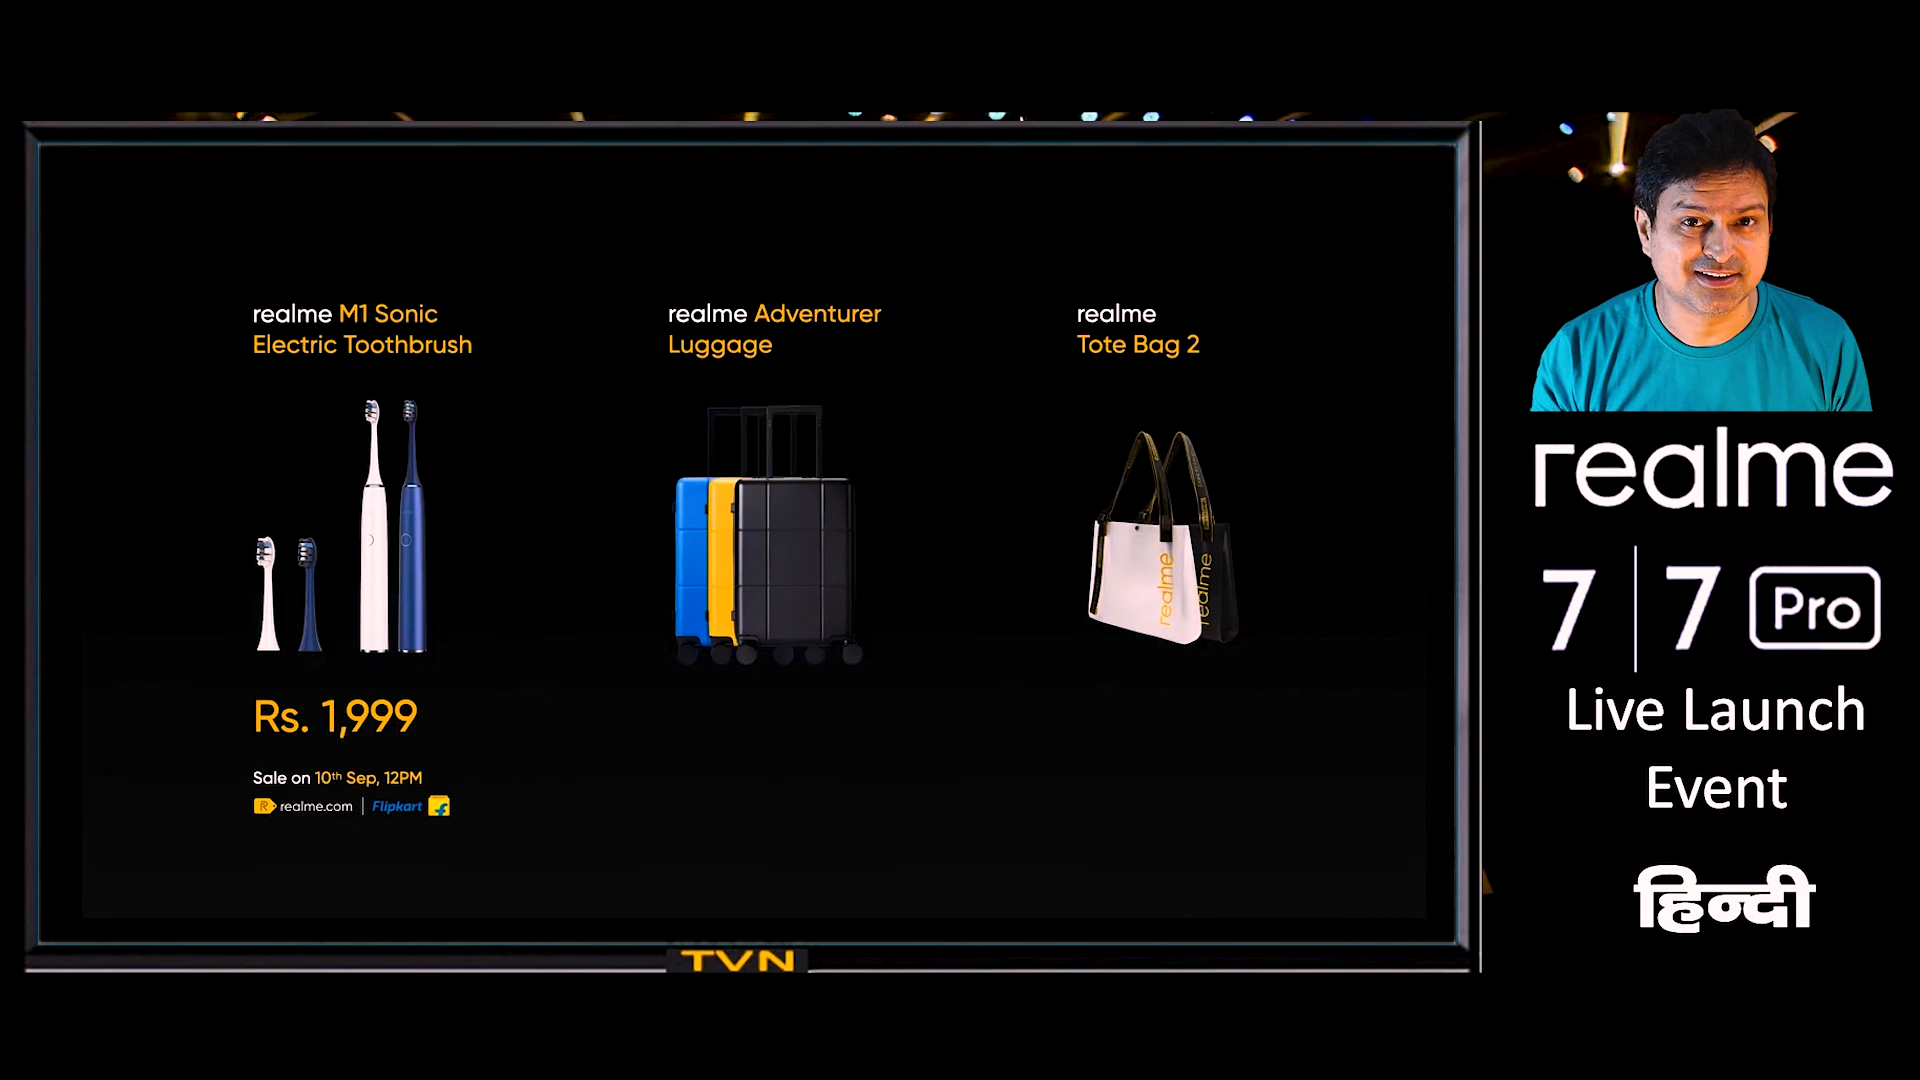 realme M1 Sonic
Electric Toothbrush
realme Adventurer
Luggage
realme
Tote Bag 2
realme
realme
Rs. 1,999
Sale on 10th Sep, 12PM
R realme.com | Flipkart
TVN
realme
7 | 7 Pro
Live Launch
Event
हिन्दी